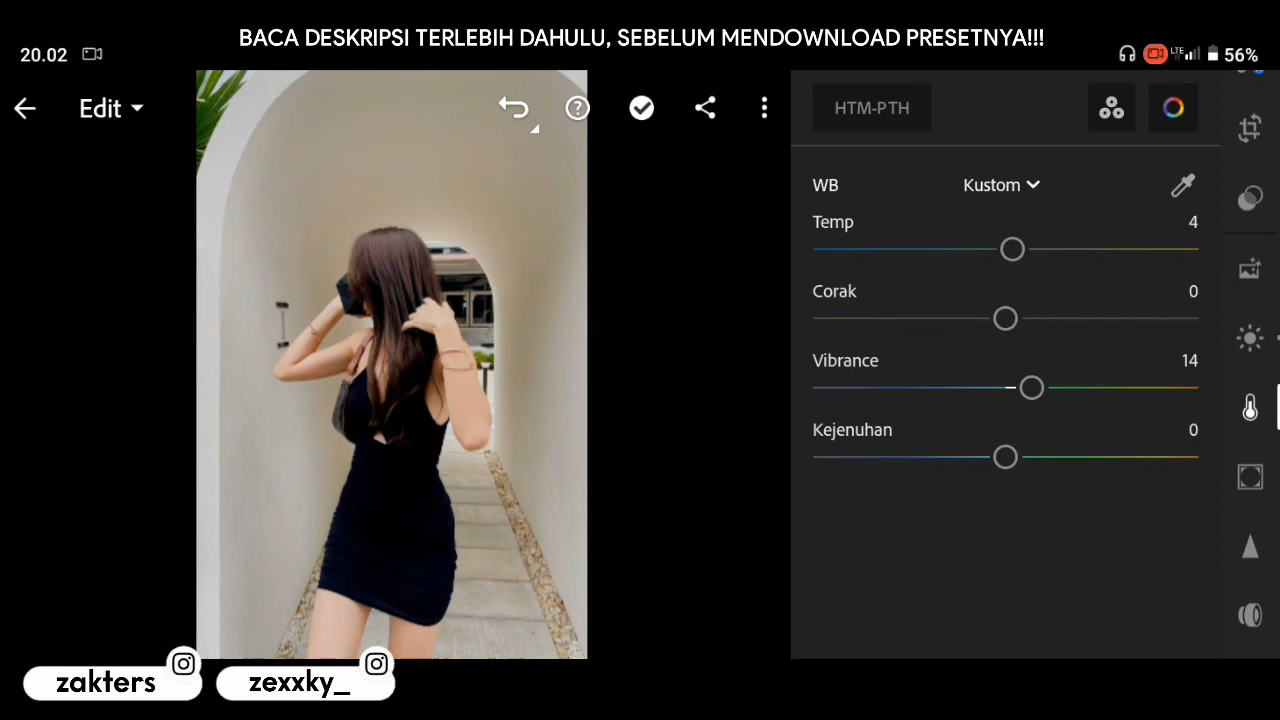 BACA DESKRIPSI TERLEBIH DAHULU, SEBELUM MENDOWNLOAD PRESETNYA!!!
20.02
LTE 56%
Edit
HTM-PTH
WB Kustom
Temp 4
Corak 0
Vibrance 14
Kejenuhan 0
zakters zexxky_